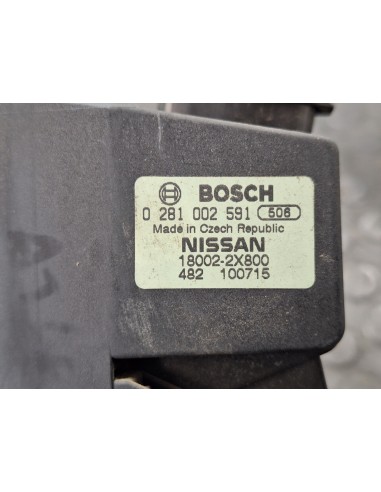 BOSCH
0 281 002 591 506
Made in Czech Republic
NISSAN
18002-2X800
482 100715